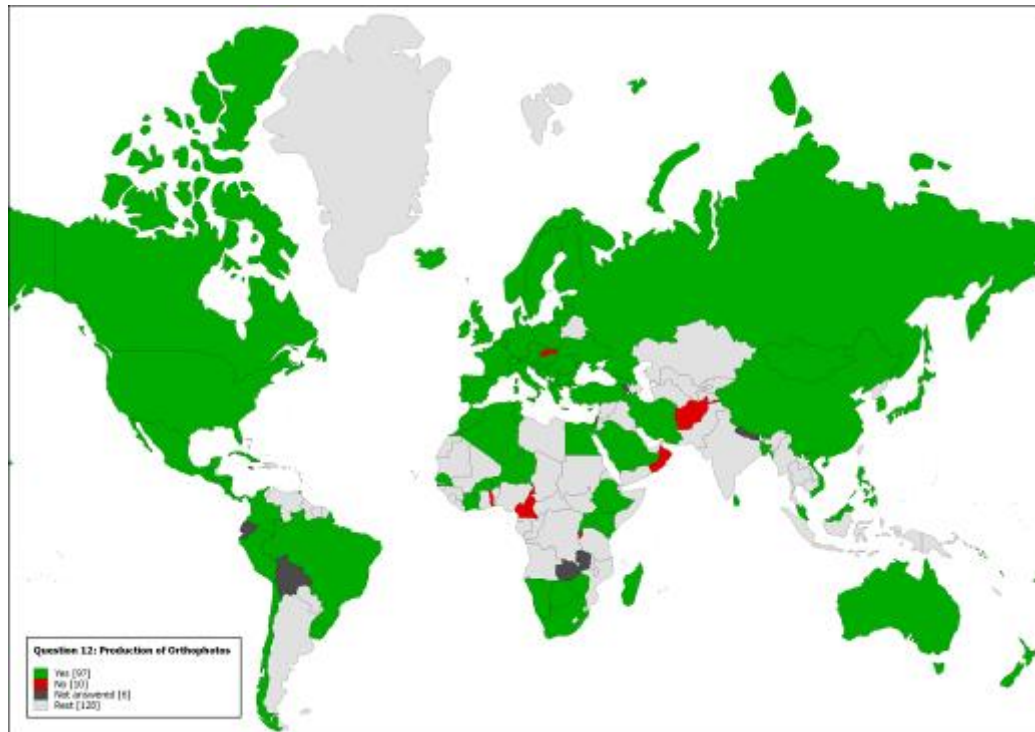 Question 12: Production of Orthophotos
Yes [97]
No [10]
Not answered [6]
Rest [120]